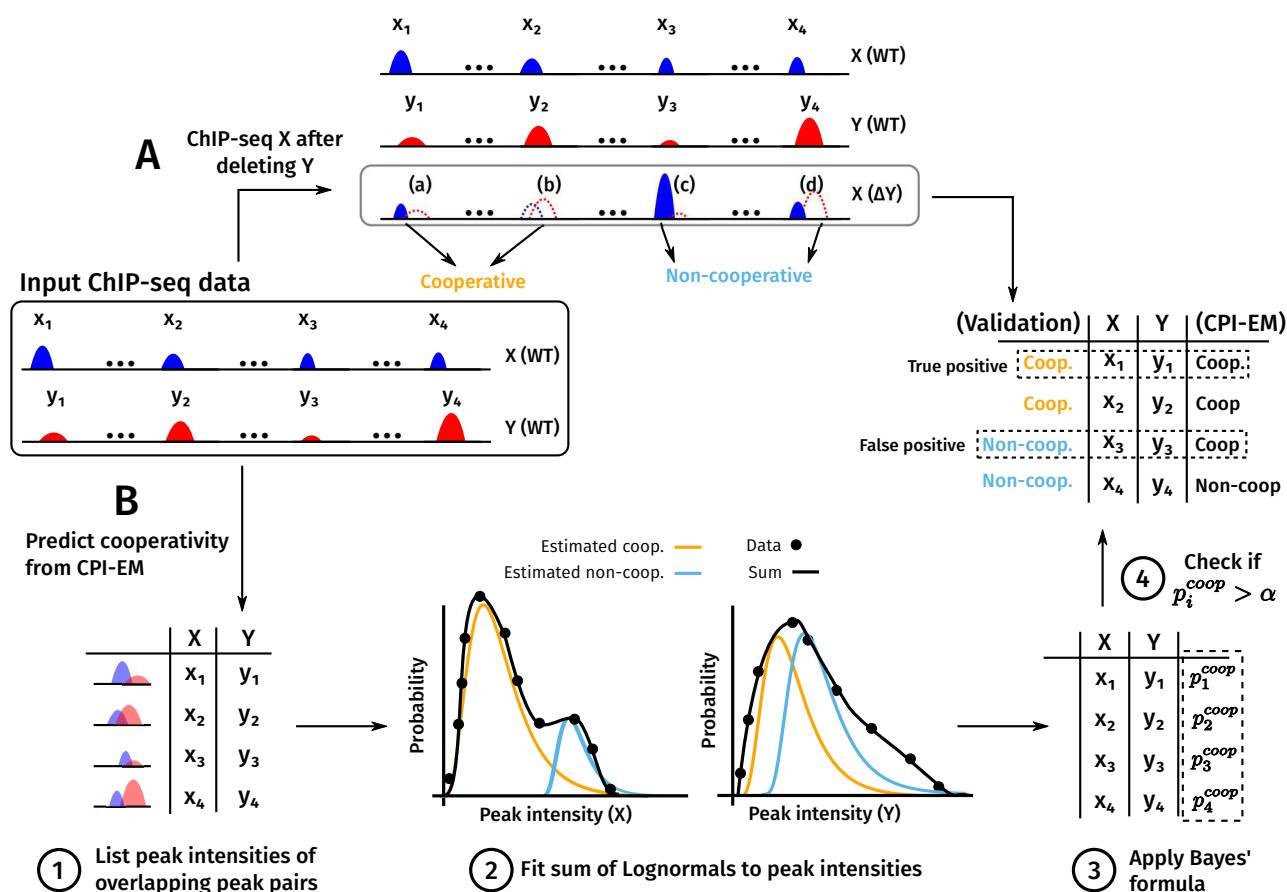 x₁ x₂ x₃ x₄
X (WT)
y₁ y₂ y₃ y₄
Y (WT)
A
ChIP-seq X after
deleting Y
(a) (b) (c) (d)
X (ΔY)
Cooperative
Non-cooperative
Input ChIP-seq data
x₁ x₂ x₃ x₄
X (WT)
y₁ y₂ y₃ y₄
Y (WT)
(Validation) X Y (CPI-EM)
True positive Coop. x₁ y₁ Coop.
Coop. x₂ y₂ Coop
False positive Non-coop. x₃ y₃ Coop
Non-coop. x₄ y₄ Non-coop
B
Predict cooperativity
from CPI-EM
X Y
x₁ y₁
x₂ y₂
x₃ y₃
x₄ y₄
1 List peak intensities of
overlapping peak pairs
Estimated coop.
Estimated non-coop.
Data
Sum
Probability
Peak intensity (X)
Probability
Peak intensity (Y)
2 Fit sum of Lognormals to peak intensities
4 Check if
p_i^coop > α
X Y
x₁ y₁ p₁^coop
x₂ y₂ p₂^coop
x₃ y₃ p₃^coop
x₄ y₄ p₄^coop
3 Apply Bayes'
formula